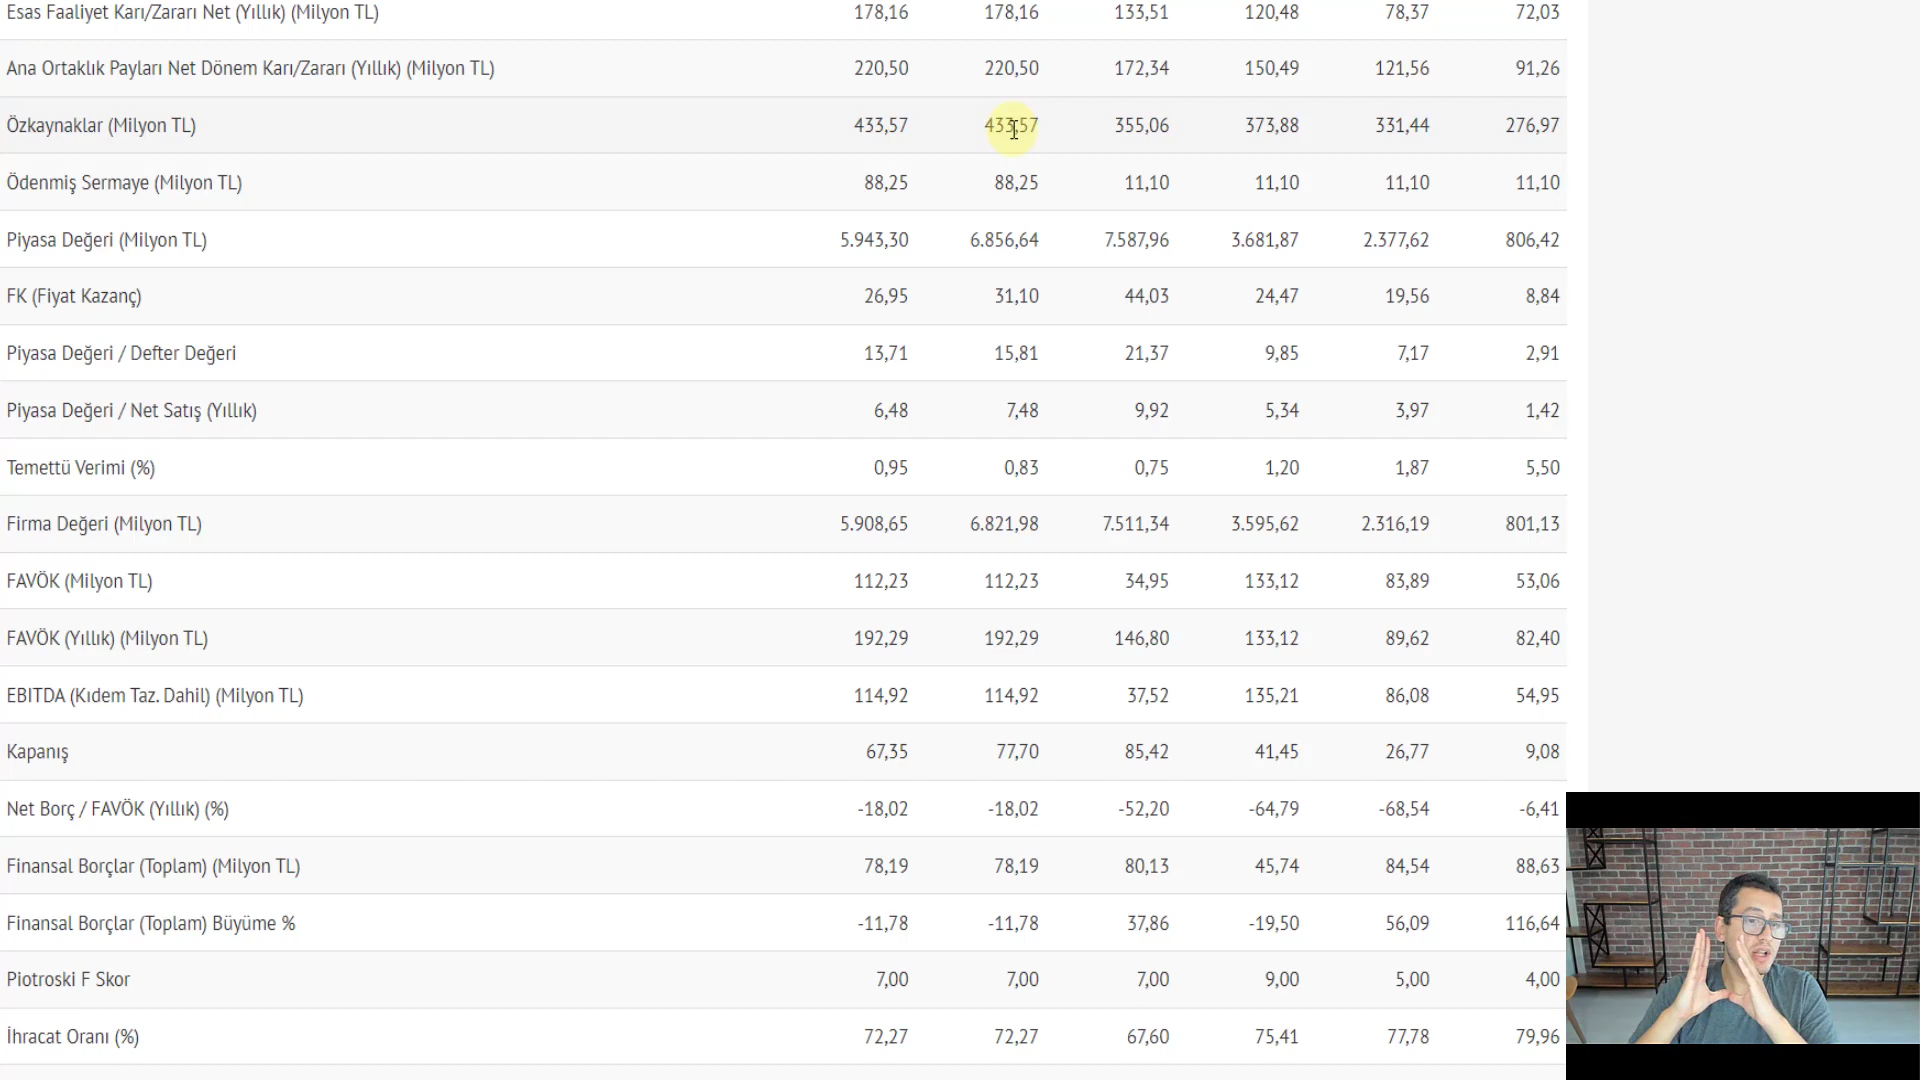 Esas Faaliyet Karı/Zararı Net (Yıllık) (Milyon TL) 178,16 178,16 133,51 120,48 78,37 72,03
Ana Ortaklık Payları Net Dönem Karı/Zararı (Yıllık) (Milyon TL) 220,50 220,50 172,34 150,49 121,56 91,26
Özkaynaklar (Milyon TL) 433,57 433,57 355,06 373,88 331,44 276,97
Ödenmiş Sermaye (Milyon TL) 88,25 88,25 11,10 11,10 11,10 11,10
Piyasa Değeri (Milyon TL) 5.943,30 6.856,64 7.587,96 3.681,87 2.377,62 806,42
FK (Fiyat Kazanç) 26,95 31,10 44,03 24,47 19,56 8,84
Piyasa Değeri / Defter Değeri 13,71 15,81 21,37 9,85 7,17 2,91
Piyasa Değeri / Net Satış (Yıllık) 6,48 7,48 9,92 5,34 3,97 1,42
Temettü Verimi (%) 0,95 0,83 0,75 1,20 1,87 5,50
Firma Değeri (Milyon TL) 5.908,65 6.821,98 7.511,34 3.595,62 2.316,19 801,13
FAVÖK (Milyon TL) 112,23 112,23 34,95 133,12 83,89 53,06
FAVÖK (Yıllık) (Milyon TL) 192,29 192,29 146,80 133,12 89,62 82,40
EBITDA (Kıdem Taz. Dahil) (Milyon TL) 114,92 114,92 37,52 135,21 86,08 54,95
Kapanış 67,35 77,70 85,42 41,45 26,77 9,08
Net Borç / FAVÖK (Yıllık) (%) -18,02 -18,02 -52,20 -64,79 -68,54 -6,41
Finansal Borçlar (Toplam) (Milyon TL) 78,19 78,19 80,13 45,74 84,54 88,63
Finansal Borçlar (Toplam) Büyüme % -11,78 -11,78 37,86 -19,50 56,09 116,64
Piotroski F Skor 7,00 7,00 7,00 9,00 5,00 4,00
İhracat Oranı (%) 72,27 72,27 67,60 75,41 77,78 79,96